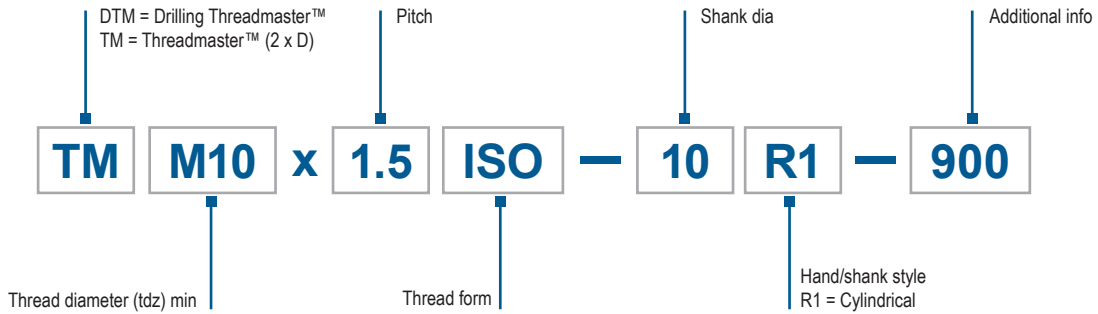 DTM = Drilling Threadmaster™
TM = Threadmaster™ (2 x D)
Pitch
Shank dia
Additional info
TM M10 x 1.5 ISO — 10 R1 — 900
Thread diameter (tdz) min
Thread form
Hand/shank style
R1 = Cylindrical